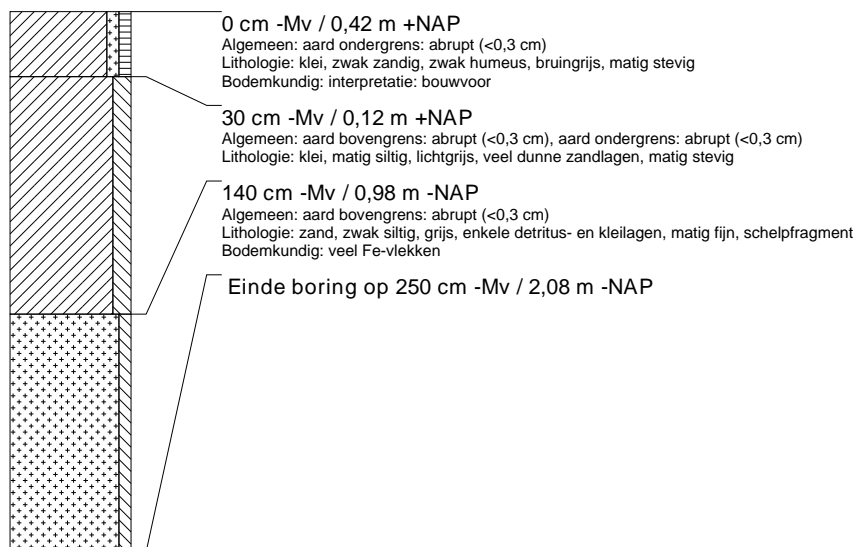 0 cm -Mv / 0,42 m +NAP
Algemeen: aard ondergrens: abrupt (<0,3 cm)
Lithologie: klei, zwak zandig, zwak humeus, bruingrijs, matig stevig
Bodemkundig: interpretatie: bouwvoor
30 cm -Mv / 0,12 m +NAP
Algemeen: aard bovengrens: abrupt (<0,3 cm), aard ondergrens: abrupt (<0,3 cm)
Lithologie: klei, matig siltig, lichtgrijs, veel dunne zandlagen, matig stevig
140 cm -Mv / 0,98 m -NAP
Algemeen: aard bovengrens: abrupt (<0,3 cm)
Lithologie: zand, zwak siltig, grijs, enkele detritus- en kleilagen, matig fijn, schelpfragment
Bodemkundig: veel Fe-vlekken
Einde boring op 250 cm -Mv / 2,08 m -NAP